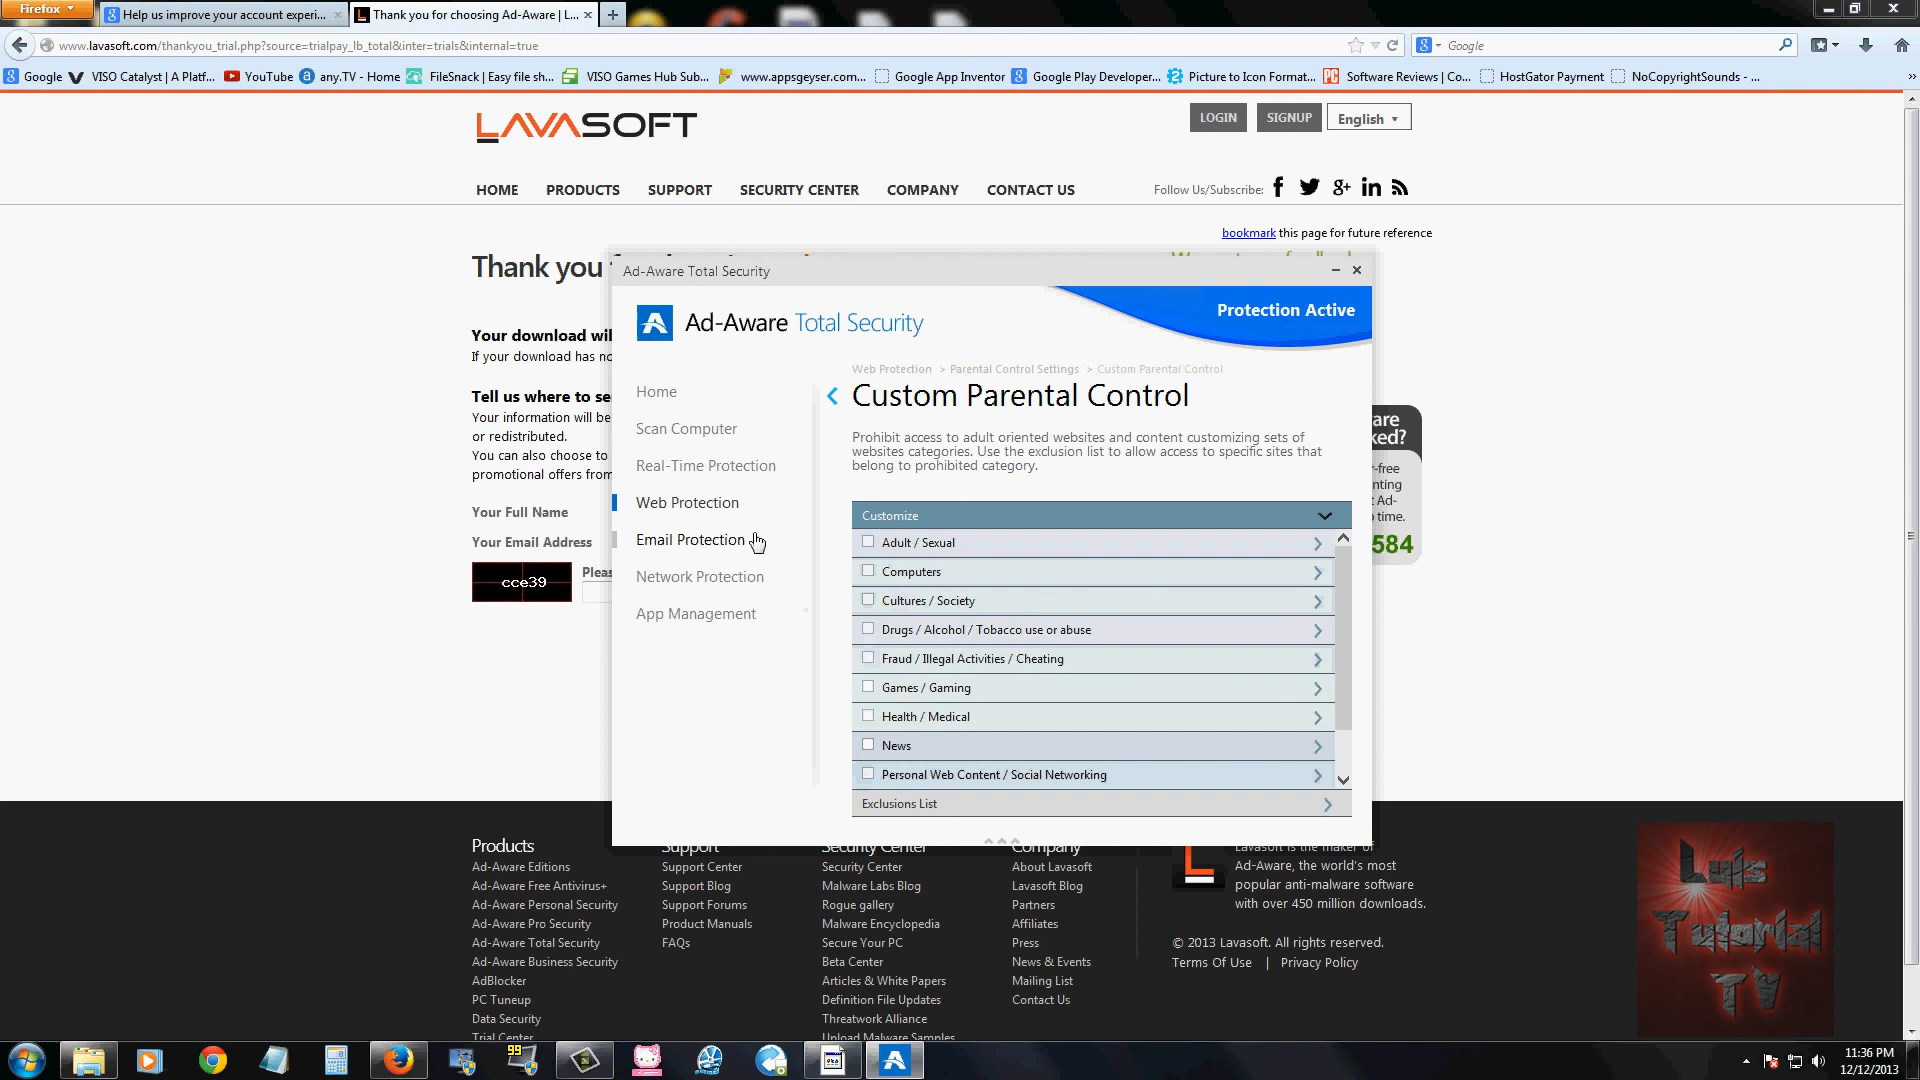 Firefox
Help us improve your account experi...
Thank you for choosing Ad-Aware | L...
www.lavasoft.com/thankyou_trial.php?source=trialpay_lb_total&inter=trials&internal=true
Google
Google
VISO Catalyst | A Platf...
YouTube
any.TV - Home
FileSnack | Easy file sh...
VISO Games Hub Sub...
www.appsgeyser.com...
Google App Inventor
Google Play Developer...
Picture to Icon Format...
Software Reviews | Co...
HostGator Payment
NoCopyrightSounds - ...
LAVASOFT
LOGIN
SIGNUP
English
HOME
PRODUCTS
SUPPORT
SECURITY CENTER
COMPANY
CONTACT US
Follow Us/Subscribe:
bookmark this page for future reference
Thank you
Your download wil
If your download has no
Tell us where to se
Your information will be
or redistributed.
You can also choose to
promotional offers from
Your Full Name
Your Email Address
cce39
Pleas
Ad-Aware Total Security
Ad-Aware Total Security
Protection Active
Home
Scan Computer
Real-Time Protection
Web Protection
Email Protection
Network Protection
App Management
Web Protection > Parental Control Settings > Custom Parental Control
Custom Parental Control
Prohibit access to adult oriented websites and content customizing sets of
websites categories. Use the exclusion list to allow access to specific sites that
belong to prohibited category.
Customize
Adult / Sexual
Computers
Cultures / Society
Drugs / Alcohol / Tobacco use or abuse
Fraud / Illegal Activities / Cheating
Games / Gaming
Health / Medical
News
Personal Web Content / Social Networking
Exclusions List
are
ked?
-free
nting
t Ad-
time.
584
Products
Ad-Aware Editions
Ad-Aware Free Antivirus+
Ad-Aware Personal Security
Ad-Aware Pro Security
Ad-Aware Total Security
Ad-Aware Business Security
AdBlocker
PC Tuneup
Data Security
Trial Center
Support
Support Center
Support Blog
Support Forums
Product Manuals
FAQs
Security Center
Security Center
Malware Labs Blog
Rogue gallery
Malware Encyclopedia
Secure Your PC
Beta Center
Articles & White Papers
Definition File Updates
Threatwork Alliance
Upload Malware Samples
Company
About Lavasoft
Lavasoft Blog
Partners
Affiliates
Press
News & Events
Mailing List
Contact Us
Lavasoft is the maker of
Ad-Aware, the world's most
popular anti-malware software
with over 450 million downloads.
© 2013 Lavasoft. All rights reserved.
Terms Of Use | Privacy Policy
Luis
Tutorial
TV
99
11:36 PM
12/12/2013